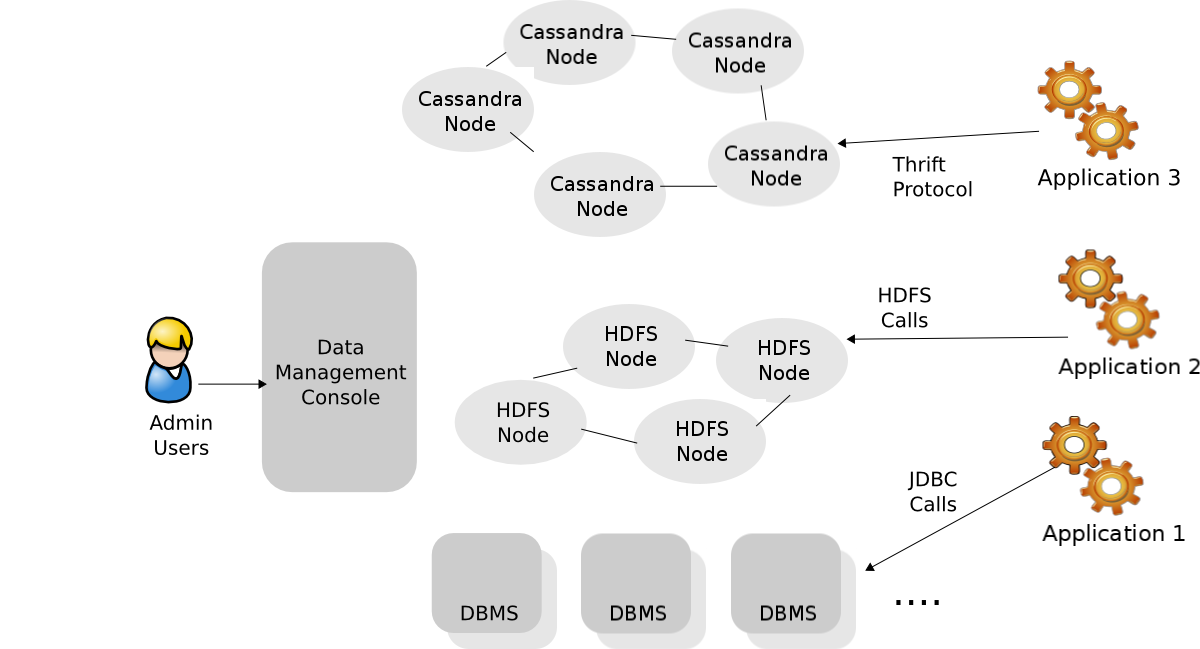 Cassandra
Node
Cassandra
Node
Cassandra
Node
Cassandra
Node
Cassandra
Node
Thrift
Protocol
Application 3
Data
Management
Console
Admin
Users
HDFS
Node
HDFS
Node
HDFS
Node
HDFS
Node
HDFS
Calls
Application 2
JDBC
Calls
Application 1
DBMS
DBMS
DBMS
....